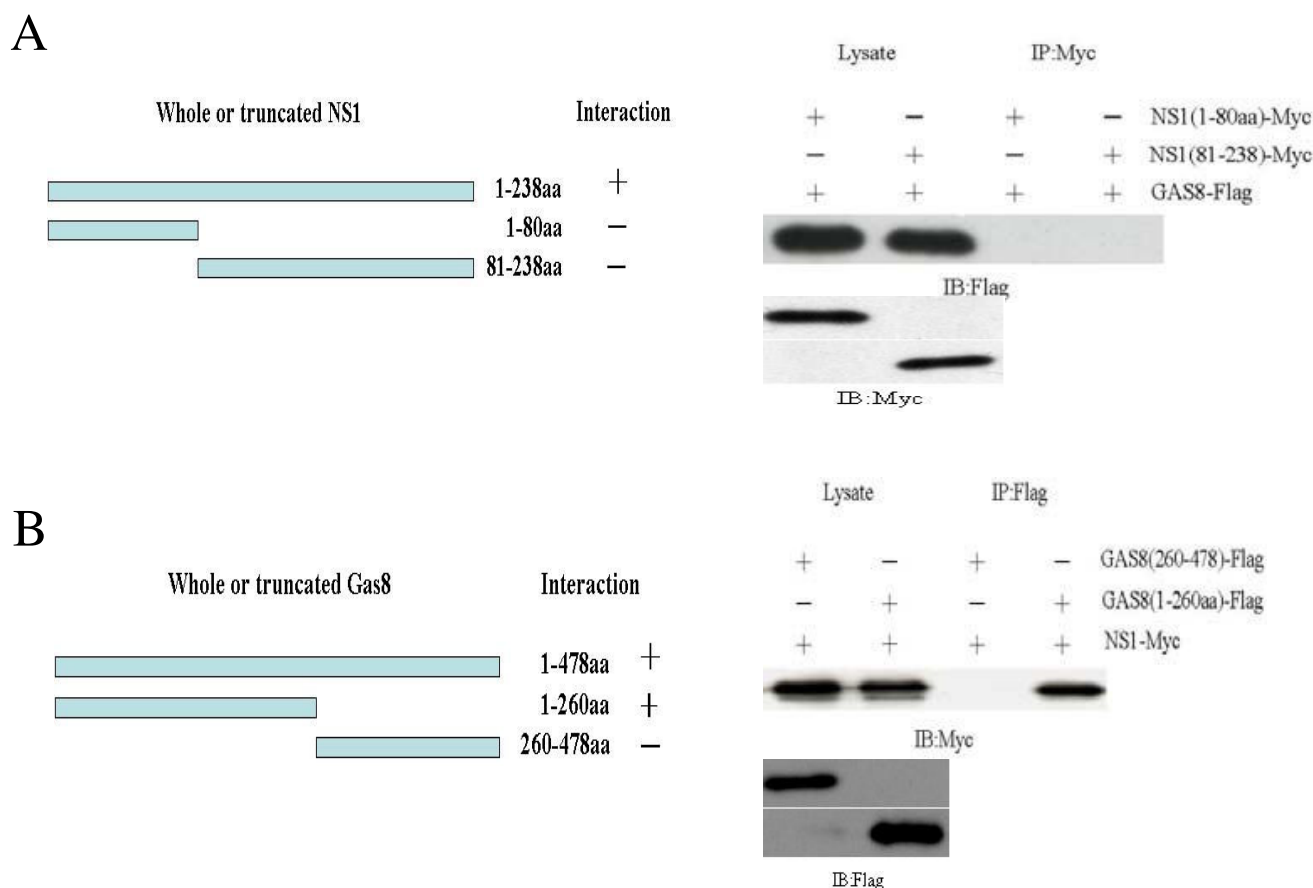 A
Whole or truncated NS1 Interaction
1-238aa +
1-80aa −
81-238aa −
Lysate IP:Myc
+ − + − NS1(1-80aa)-Myc
− + − + NS1(81-238)-Myc
+ + + + GAS8-Flag
IB:Flag
IB:Myc
B
Whole or truncated Gas8 Interaction
1-478aa +
1-260aa +
260-478aa −
Lysate IP:Flag
+ − + − GAS8(260-478)-Flag
− + − + GAS8(1-260aa)-Flag
+ + + + NS1-Myc
IB:Myc
IB:Flag